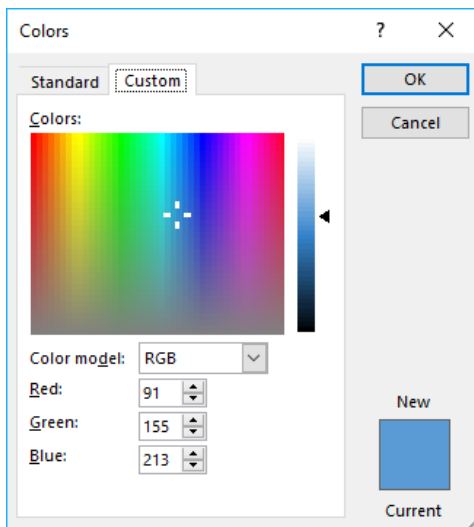 Colors ?
Standard Custom OK
Cancel
Colors:
Color model: RGB
Red: 91
Green: 155
Blue: 213
New
Current